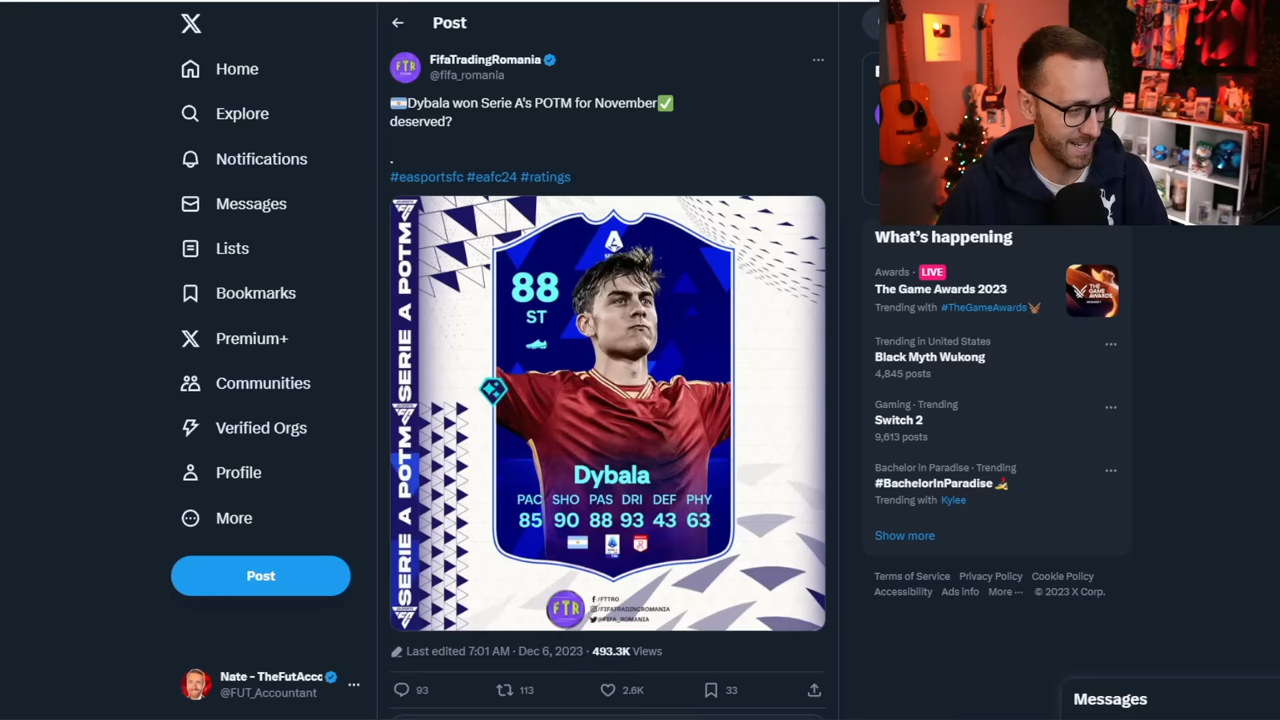 Post
Home
Explore
Notifications
Messages
Lists
Bookmarks
Premium+
Communities
Verified Orgs
Profile
More
Post
Nate - TheFutAccc
@FUT_Accountant
FTR
FifaTradingRomania
@fifa_romania
Dybala won Serie A's POTM for November
deserved?
.
#easportsfc #eafc24 #ratings
SERIE A POTM
SERIE A POTM
88
ST
Dybala
PAC SHO PAS DRI DEF PHY
85 90 88 93 43 63
FTR
/FTTRO
/FIFATRADINGROMANIA
@FIFA_ROMANIA
Last edited 7:01 AM · Dec 6, 2023 · 493.3K Views
93
113
2.6K
33
What's happening
Awards · LIVE
The Game Awards 2023
Trending with #TheGameAwards
THE GAME AWARDS
Trending in United States
Black Myth Wukong
4,845 posts
Gaming · Trending
Switch 2
9,613 posts
Bachelor in Paradise · Trending
#BachelorInParadise
Trending with Kylee
Show more
Terms of Service Privacy Policy Cookie Policy
Accessibility Ads info More ··· © 2023 X Corp.
Messages